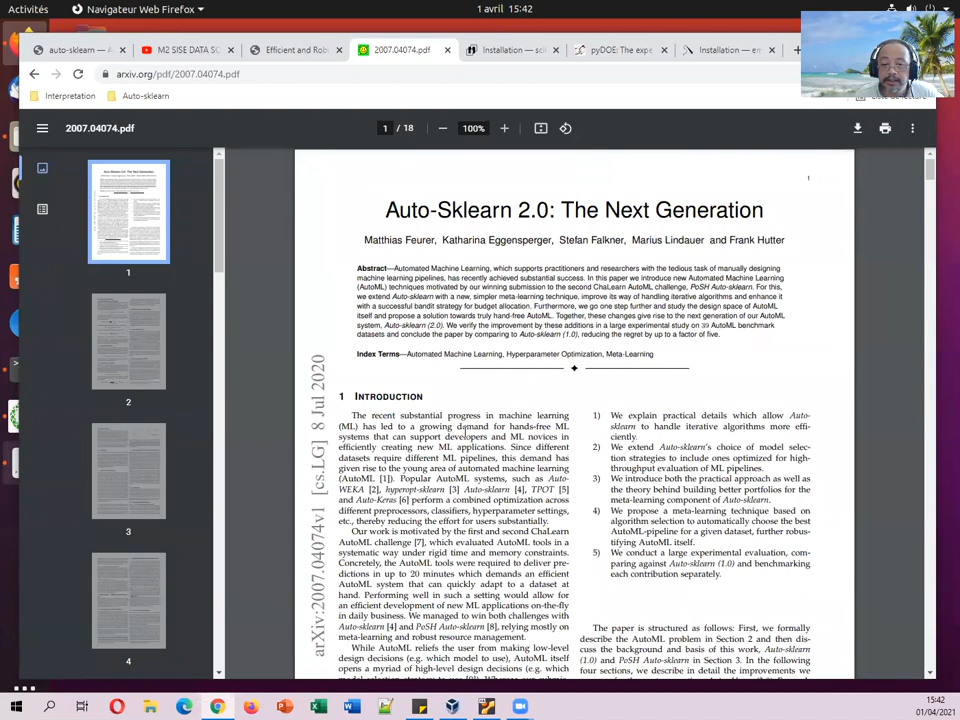 Activités
Navigateur Web Firefox
1 avril 15:42
auto-sklearn —
M2 SISE DATA SC
Efficient and Rob
2007.04074.pdf
Installation — sci
pyDOE: The expe
Installation — em
arxiv.org/pdf/2007.04074.pdf
Interpretation
Auto-sklearn
2007.04074.pdf
1 / 18
100%
1
Auto-Sklearn 2.0: The Next Generation
Matthias Feurer, Katharina Eggensperger, Stefan Falkner, Marius Lindauer and Frank Hutter
Abstract—Automated Machine Learning, which supports practitioners and researchers with the tedious task of manually designing
machine learning pipelines, has recently achieved substantial success. In this paper we introduce new Automated Machine Learning
(AutoML) techniques motivated by our winning submission to the second ChaLearn AutoML challenge, PoSH Auto-sklearn. For this,
we extend Auto-sklearn with a new, simpler meta-learning technique, improve its way of handling iterative algorithms and enhance it
with a successful bandit strategy for budget allocation. Furthermore, we go one step further and study the design space of AutoML
itself and propose a solution towards truly hand-free AutoML. Together, these changes give rise to the next generation of our AutoML
system, Auto-sklearn (2.0). We verify the improvement by these additions in a large experimental study on 39 AutoML benchmark
datasets and conclude the paper by comparing to Auto-sklearn (1.0), reducing the regret by up to a factor of five.
Index Terms—Automated Machine Learning, Hyperparameter Optimization, Meta-Learning
arXiv:2007.04074v1 [cs.LG] 8 Jul 2020
1 INTRODUCTION
The recent substantial progress in machine learning
(ML) has led to a growing demand for hands-free ML
systems that can support developers and ML novices in
efficiently creating new ML applications. Since different
datasets require different ML pipelines, this demand has
given rise to the young area of automated machine learning
(AutoML [1]). Popular AutoML systems, such as Auto-
WEKA [2], hyperopt-sklearn [3] Auto-sklearn [4], TPOT [5]
and Auto-Keras [6] perform a combined optimization across
different preprocessors, classifiers, hyperparameter settings,
etc., thereby reducing the effort for users substantially.
Our work is motivated by the first and second ChaLearn
AutoML challenge [7], which evaluated AutoML tools in a
systematic way under rigid time and memory constraints.
Concretely, the AutoML tools were required to deliver pre-
dictions in up to 20 minutes which demands an efficient
AutoML system that can quickly adapt to a dataset at
hand. Performing well in such a setting would allow for
an efficient development of new ML applications on-the-fly
in daily business. We managed to win both challenges with
Auto-sklearn [4] and PoSH Auto-sklearn [8], relying mostly on
meta-learning and robust resource management.
While AutoML reliefs the user from making low-level
design decisions (e.g. which model to use), AutoML itself
opens a myriad of high-level design decisions (e.g. which
1) We explain practical details which allow Auto-
sklearn to handle iterative algorithms more effi-
ciently.
2) We extend Auto-sklearn's choice of model selec-
tion strategies to include ones optimized for high-
throughput evaluation of ML pipelines.
3) We introduce both the practical approach as well as
the theory behind building better portfolios for the
meta-learning component of Auto-sklearn.
4) We propose a meta-learning technique based on
algorithm selection to automatically choose the best
AutoML-pipeline for a given dataset, further robus-
tifying AutoML itself.
5) We conduct a large experimental evaluation, com-
paring against Auto-sklearn (1.0) and benchmarking
each contribution separately.
The paper is structured as follows: First, we formally
describe the AutoML problem in Section 2 and then dis-
cuss the background and basis of this work, Auto-sklearn
(1.0) and PoSH Auto-sklearn in Section 3. In the following
four sections, we describe in detail the improvements we
1
2
3
4
15:42
01/04/2021